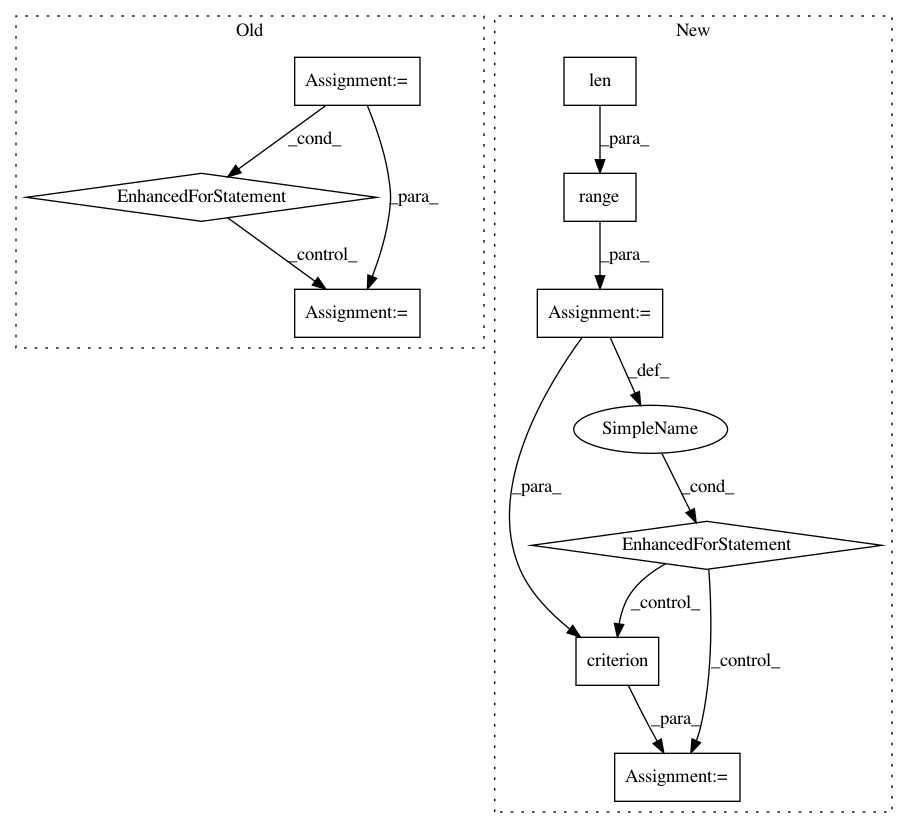 Old
Assignment:=
_cond_
EnhancedForStatement
_para_
_control_
Assignment:=
New
len
_para_
range
_para_
Assignment:=
_def_
SimpleName
_para_
_cond_
EnhancedForStatement
_control_
criterion
_control_
_para_
Assignment:=